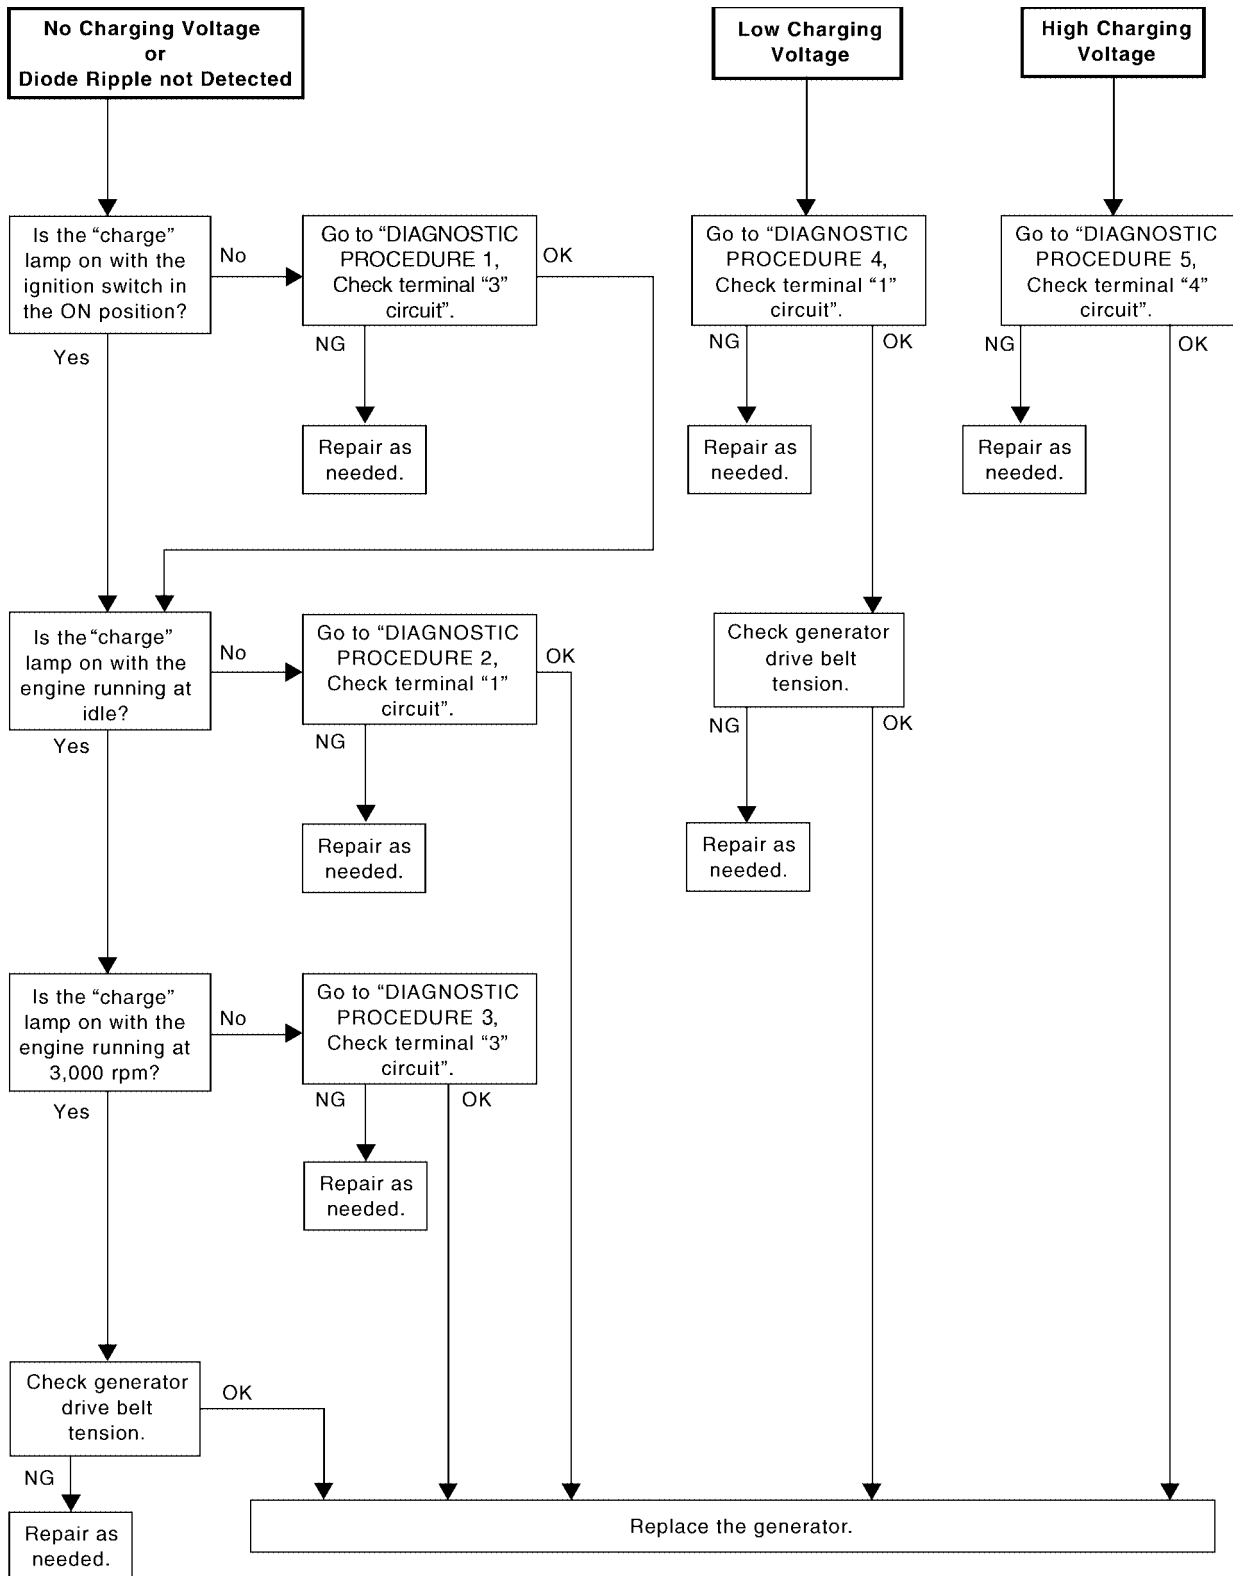 No Charging Voltage
or
Diode Ripple not Detected
Low Charging
Voltage
High Charging
Voltage
Is the “charge”
lamp on with the
ignition switch in
the ON position?
No
Yes
Go to “DIAGNOSTIC
PROCEDURE 1,
Check terminal “3”
circuit”.
OK
NG
Repair as
needed.
Go to “DIAGNOSTIC
PROCEDURE 4,
Check terminal “1”
circuit”.
NG
OK
Repair as
needed.
Go to “DIAGNOSTIC
PROCEDURE 5,
Check terminal “4”
circuit”.
NG
OK
Repair as
needed.
Is the “charge”
lamp on with the
engine running at
idle?
No
Yes
Go to “DIAGNOSTIC
PROCEDURE 2,
Check terminal “1”
circuit”.
OK
NG
Repair as
needed.
Check generator
drive belt
tension.
NG
OK
Repair as
needed.
Is the “charge”
lamp on with the
engine running at
3,000 rpm?
No
Yes
Go to “DIAGNOSTIC
PROCEDURE 3,
Check terminal “3”
circuit”.
NG
OK
Repair as
needed.
Check generator
drive belt
tension.
OK
NG
Repair as
needed.
Replace the generator.